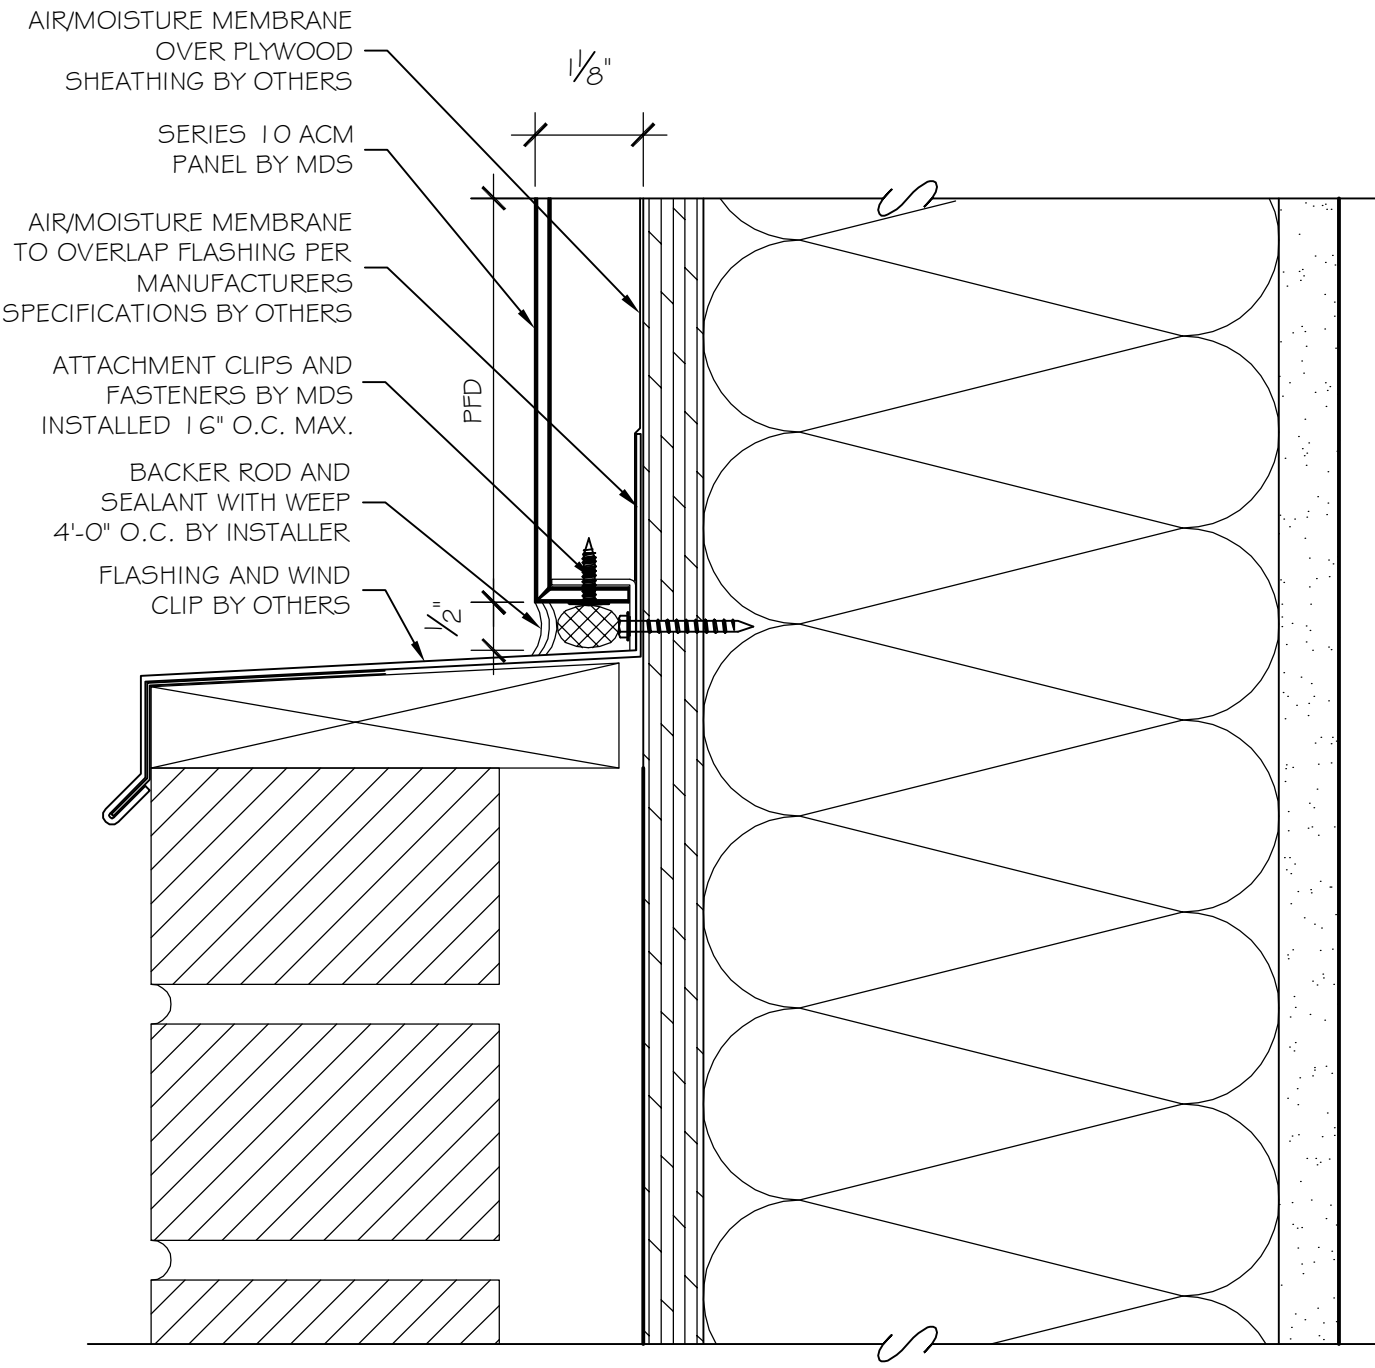 AIR/MOISTURE MEMBRANE
OVER PLYWOOD
SHEATHING BY OTHERS
1 1/8"
SERIES 10 ACM
PANEL BY MDS
AIR/MOISTURE MEMBRANE
TO OVERLAP FLASHING PER
MANUFACTURERS
SPECIFICATIONS BY OTHERS
ATTACHMENT CLIPS AND
FASTENERS BY MDS
INSTALLED 16" O.C. MAX.
PFD
BACKER ROD AND
SEALANT WITH WEEP
4'-0" O.C. BY INSTALLER
FLASHING AND WIND
CLIP BY OTHERS
1/2"